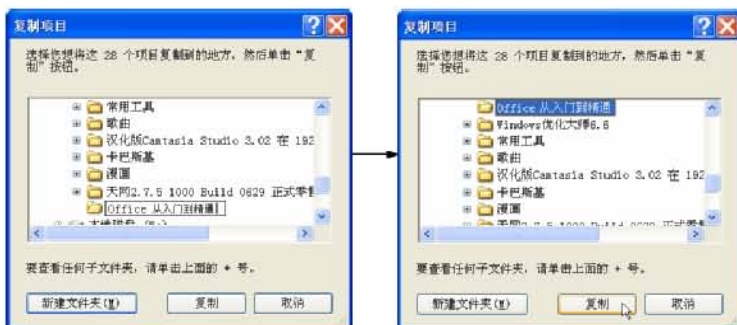 复制项目
选择您想将这 28 个项目复制到的地方，然后单击“复
制”按钮。
常用工具
歌曲
汉化版Camtasia Studio 3.02 在 192
卡巴斯基
漫画
天网2.7.5 1000 Build 0629 正式零售
Office 从入门到精通
要查看任何子文件夹，请单击上面的 + 号。
新建文件夹(M)
复制
取消
复制项目
选择您想将这 28 个项目复制到的地方，然后单击“复
制”按钮。
Office 从入门到精通
Windows优化大师6.6
常用工具
歌曲
汉化版Camtasia Studio 3.02 在 192
卡巴斯基
漫画
要查看任何子文件夹，请单击上面的 + 号。
新建文件夹(M)
复制
取消